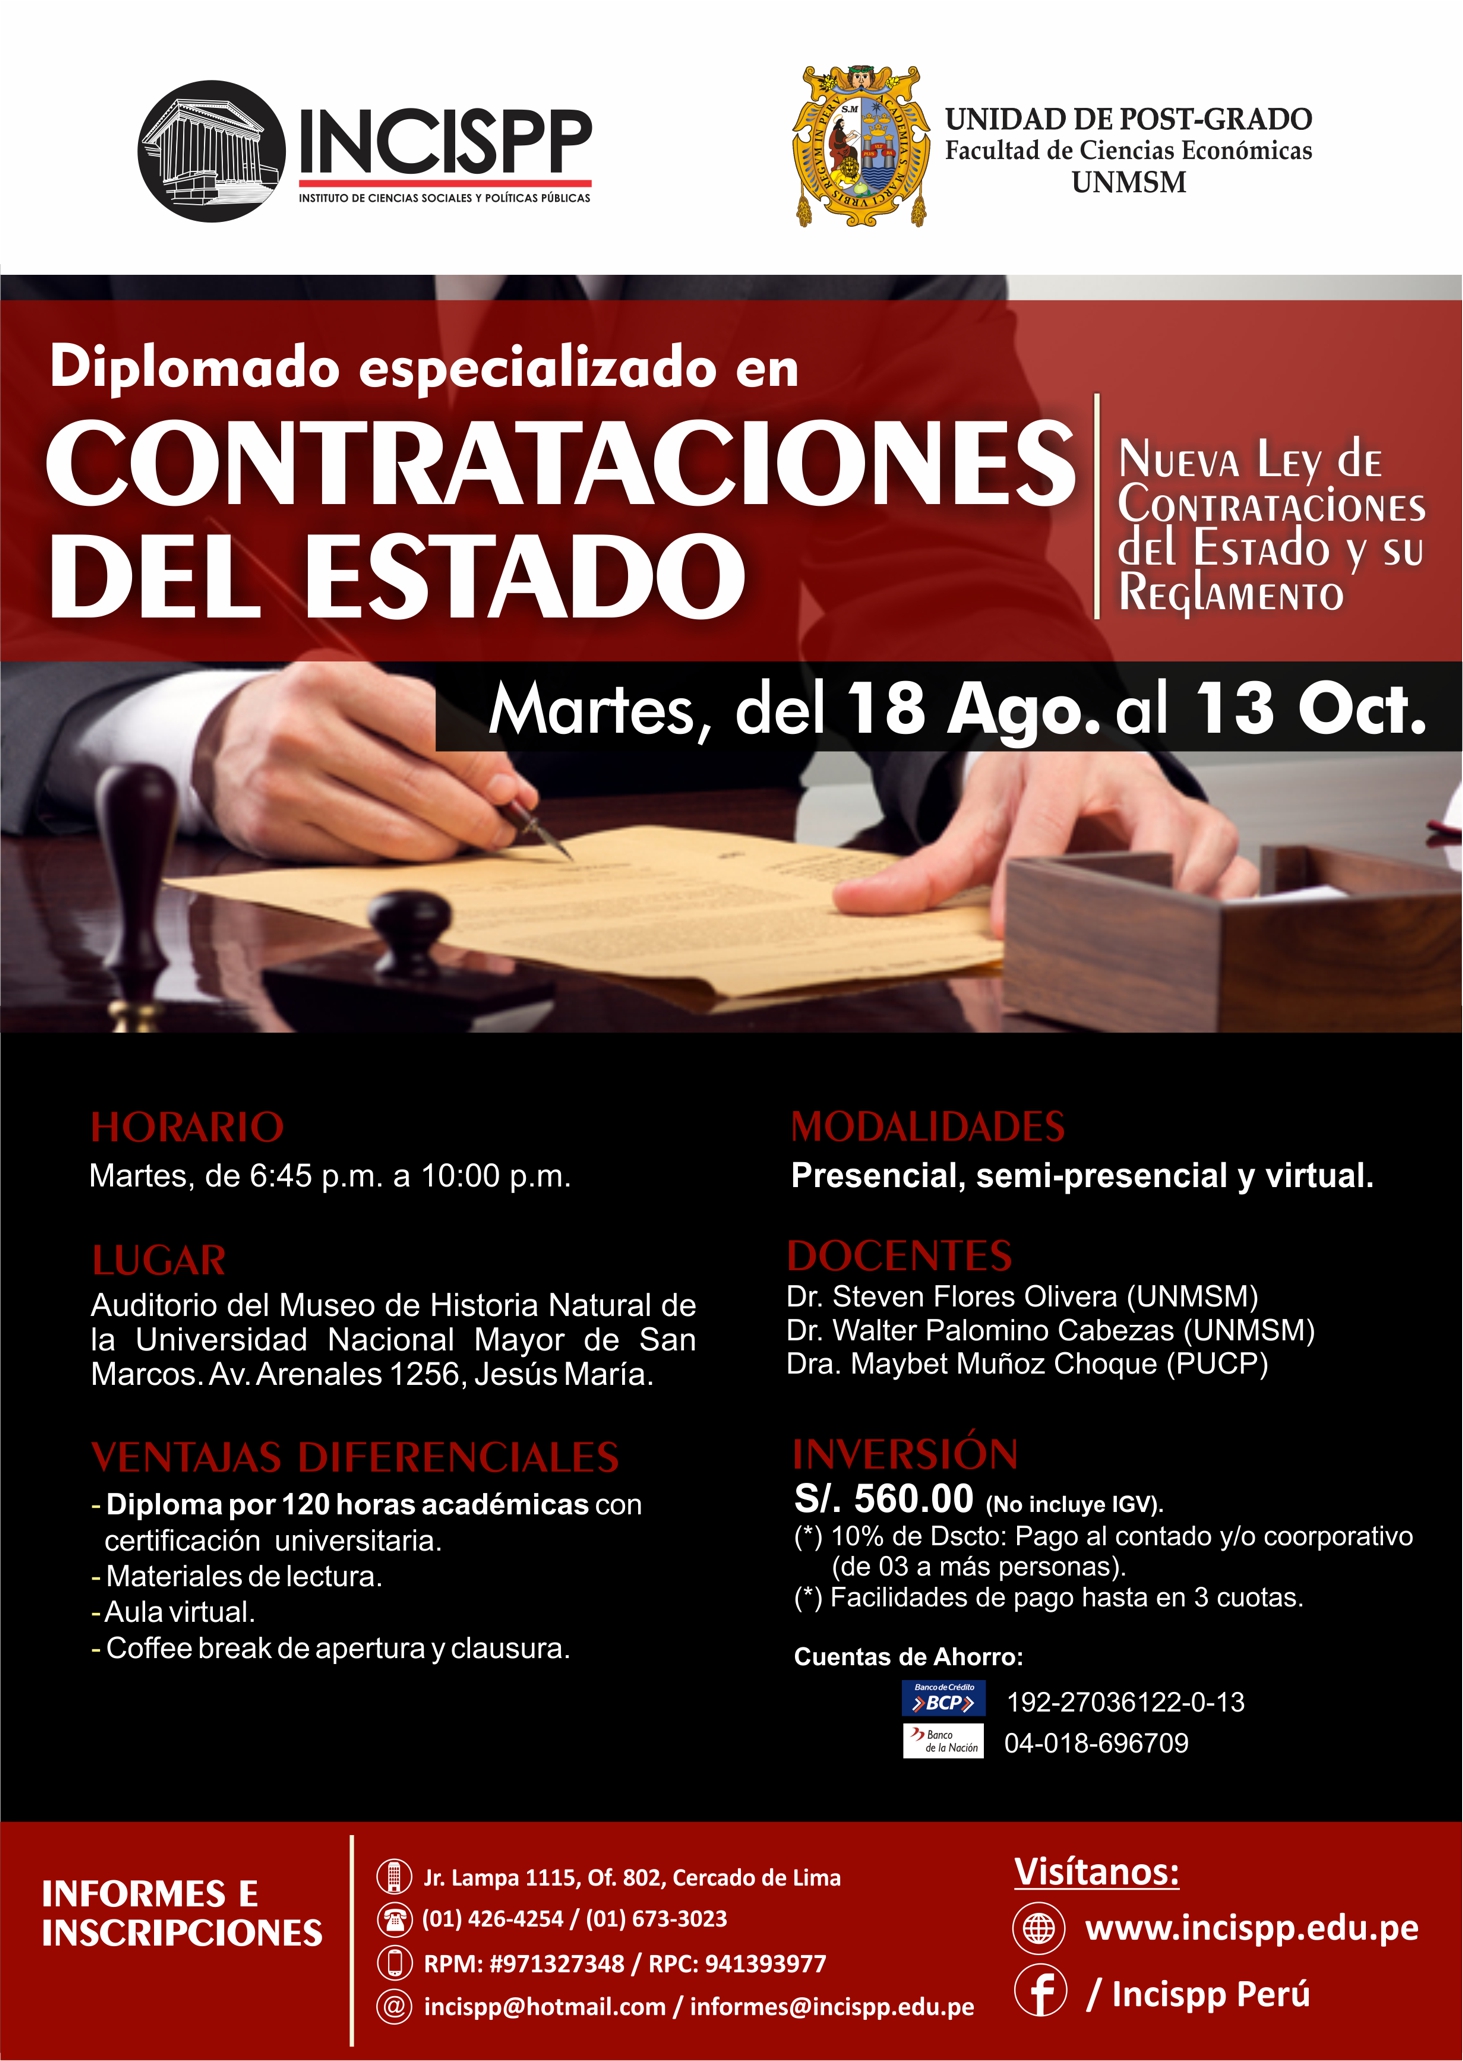 INCISPP
INSTITUTO DE CIENCIAS SOCIALES Y POLÍTICAS PÚBLICAS
S.M
ACADEMIA S. MARCI VRBIS REGVM IN PERV
UNIDAD DE POST-GRADO
Facultad de Ciencias Económicas
UNMSM
Diplomado especializado en
CONTRATACIONES
DEL ESTADO
Nueva Ley de
Contrataciones
del Estado y su
Reglamento
Martes, del 18 Ago. al 13 Oct.
HORARIO
Martes, de 6:45 p.m. a 10:00 p.m.
LUGAR
Auditorio del Museo de Historia Natural de
la Universidad Nacional Mayor de San
Marcos. Av. Arenales 1256, Jesús María.
VENTAJAS DIFERENCIALES
- Diploma por 120 horas académicas con
certificación universitaria.
- Materiales de lectura.
- Aula virtual.
- Coffee break de apertura y clausura.
MODALIDADES
Presencial, semi-presencial y virtual.
DOCENTES
Dr. Steven Flores Olivera (UNMSM)
Dr. Walter Palomino Cabezas (UNMSM)
Dra. Maybet Muñoz Choque (PUCP)
INVERSIÓN
S/. 560.00 (No incluye IGV).
(*) 10% de Dscto: Pago al contado y/o coorporativo
(de 03 a más personas).
(*) Facilidades de pago hasta en 3 cuotas.
Cuentas de Ahorro:
Banco de Crédito
BCP
192-27036122-0-13
Banco
de la Nación
04-018-696709
INFORMES E
INSCRIPCIONES
Jr. Lampa 1115, Of. 802, Cercado de Lima
(01) 426-4254 / (01) 673-3023
RPM: #971327348 / RPC: 941393977
@ incispp@hotmail.com / informes@incispp.edu.pe
Visítanos:
www.incispp.edu.pe
f / Incispp Perú